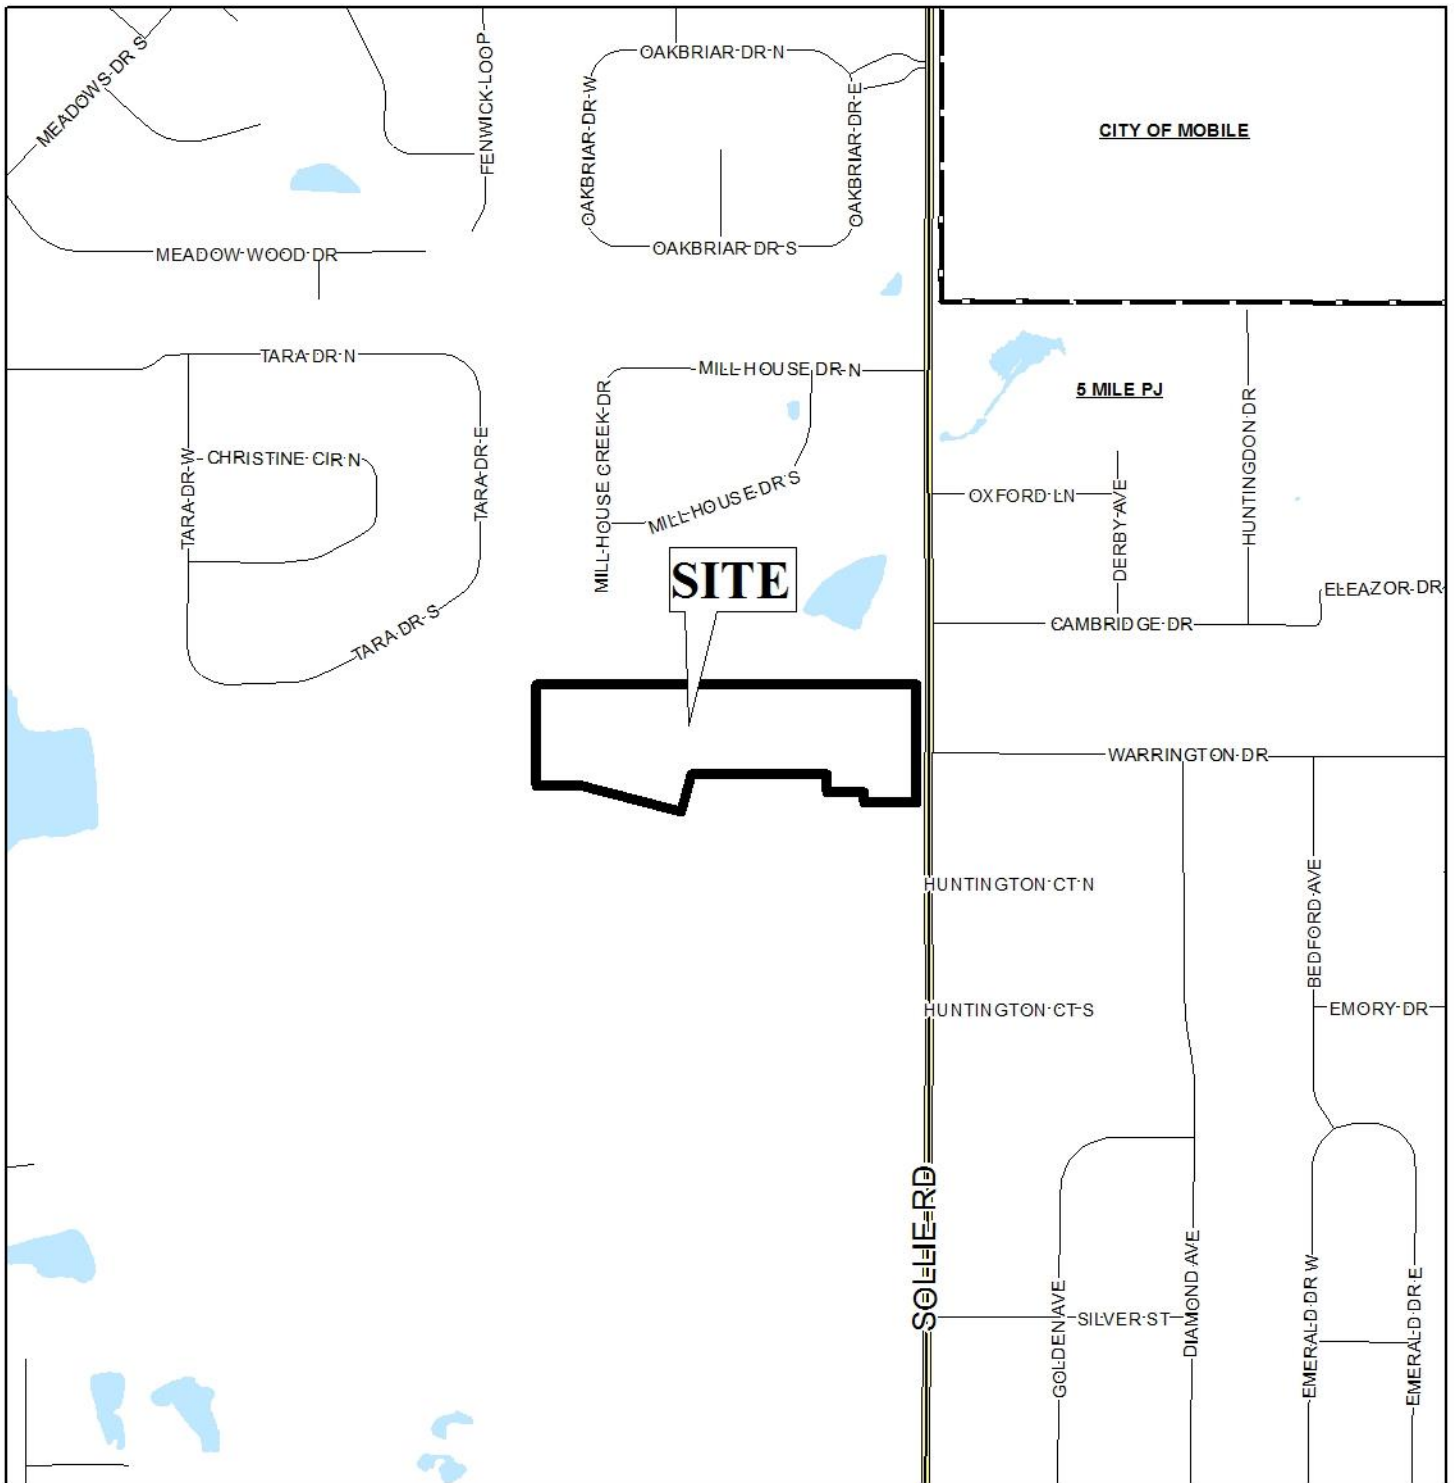 MEADOWS DR S
FENWICK LOOP
OAKBRIAR DR N
OAKBRIAR DR W
OAKBRIAR DR E
CITY OF MOBILE
OAKBRIAR DR S
MEADOW WOOD DR
TARA DR N
MILL HOUSE DR N
5 MILE PJ
HUNTINGDON DR
MILL HOUSE CREEK DR
TARA DR E
TARA DR W
CHRISTINE CIR N
MILL HOUSE DR S
OXFORD LN
DERBY AVE
SITE
ELEAZOR DR
CAMBRIDGE DR
TARA DR S
WARRINGTON DR
HUNTINGTON CT N
BEDFORD AVE
HUNTINGTON CT S
EMORY DR
SOLLIE RD
GOLDEN AVE
SILVER ST
DIAMOND AVE
EMERALD DR W
EMERALD DR E